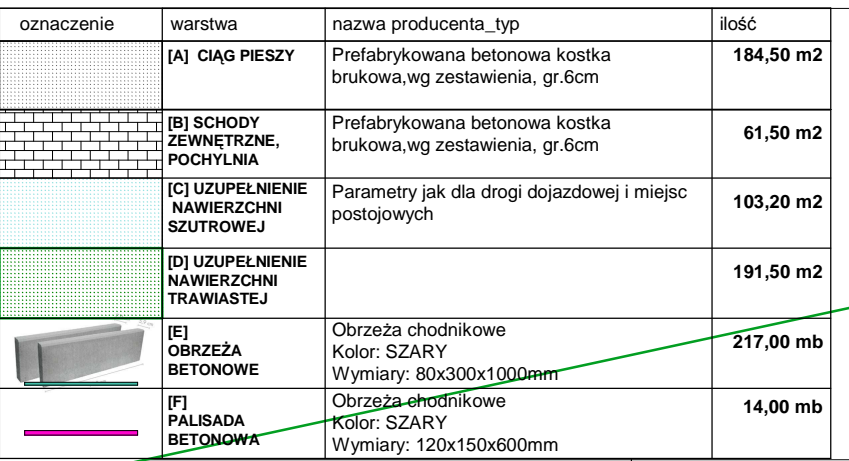 oznaczenie warstwa nazwa producenta_typ ilość
[A] CIĄG PIESZY Prefabrykowana betonowa kostka 184,50 m2
brukowa,wg zestawienia, gr.6cm
[B] SCHODY Prefabrykowana betonowa kostka
ZEWNĘTRZNE, brukowa,wg zestawienia, gr.6cm 61,50 m2
POCHYLNIA
[C] UZUPEŁNIENIE Parametry jak dla drogi dojazdowej i miejsc
NAWIERZCHNI postojowych 103,20 m2
SZUTROWEJ
[D] UZUPEŁNIENIE
NAWIERZCHNI 191,50 m2
TRAWIASTEJ
[E] Obrzeża chodnikowe
OBRZEŻA Kolor: SZARY 217,00 mb
BETONOWE Wymiary: 80x300x1000mm
[F] Obrzeża chodnikowe 14,00 mb
PALISADA Kolor: SZARY
BETONOWA Wymiary: 120x150x600mm